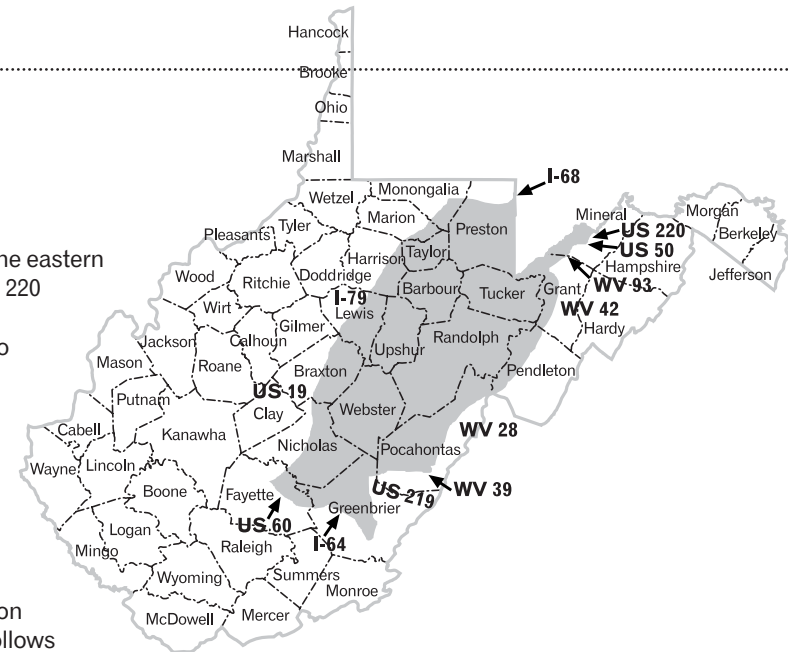 Hancock
Brooke
Ohio
Marshall
Wetzel
Monongalia
I-68
Marion
Preston
Mineral
Morgan
Tyler
US 220
Berkeley
Pleasants
Taylor
US 50
he eastern
Harrison
Hampshire
220
Wood
Ritchie
Doddridge
Barbour
Tucker
Grant
WV 93
Jefferson
I-79
Wirt
Lewis
WV 42
Gilmer
Hardy
Jackson
Calhoun
Randolph
o
Upshur
Mason
Roane
Braxton
Pendleton
US 19
Putnam
Clay
Webster
Cabell
Kanawha
WV 28
Nicholas
Pocahontas
Wayne
Lincoln
Boone
Fayette
US 219
WV 39
Greenbrier
US 60
Logan
I-64
Mingo
Raleigh
Wyoming
Summers
Monroe
on
McDowell
Mercer
ollows